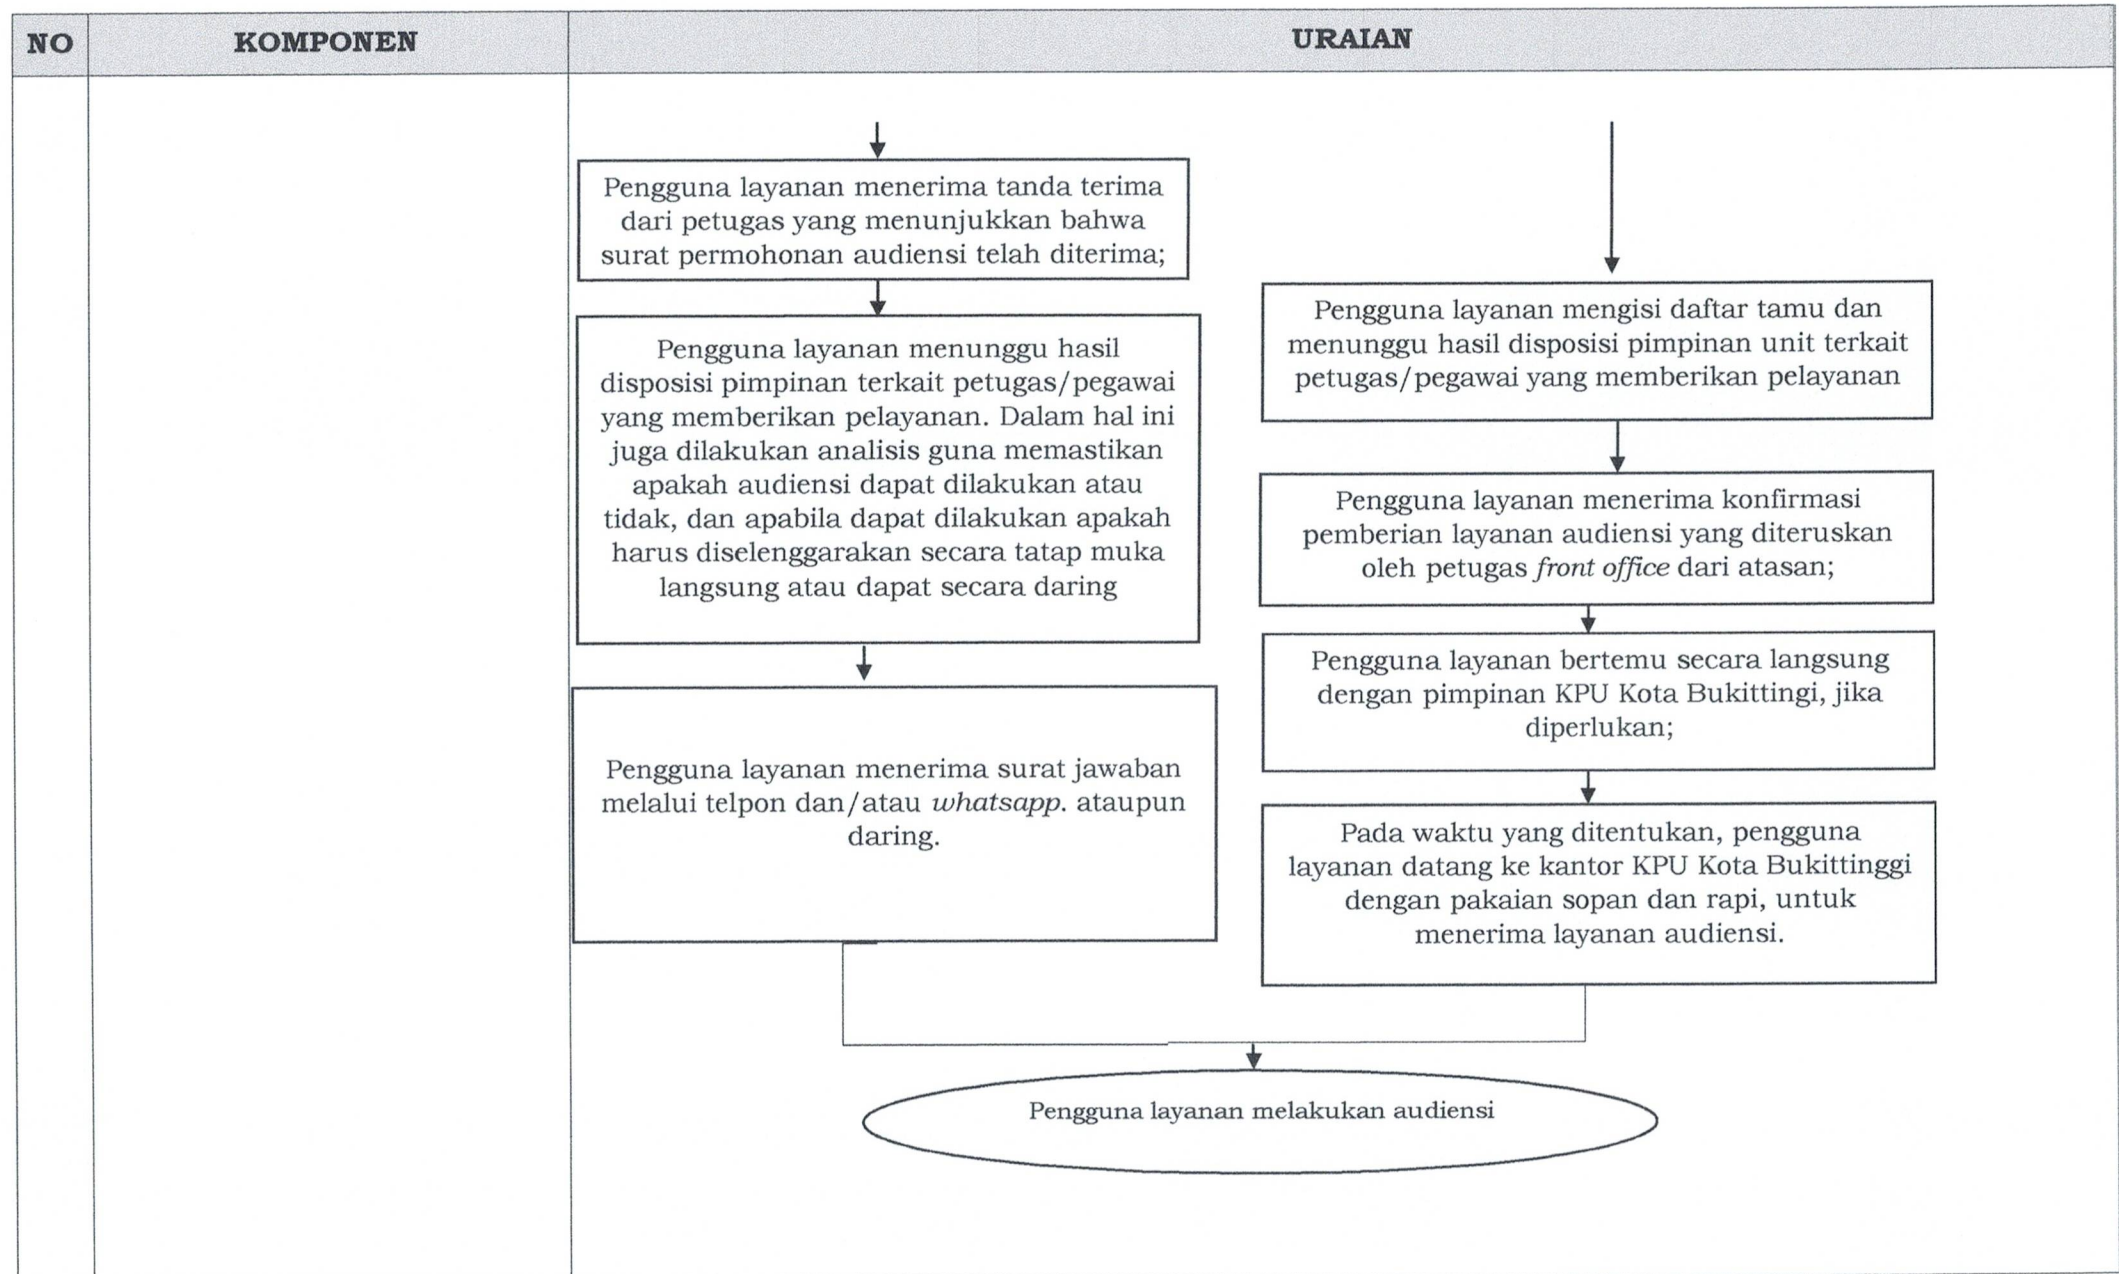 NO
KOMPONEN
URAIAN
Pengguna layanan menerima tanda terima
dari petugas yang menunjukkan bahwa
surat permohonan audiensi telah diterima;
Pengguna layanan menunggu hasil
disposisi pimpinan terkait petugas/pegawai
yang memberikan pelayanan. Dalam hal ini
juga dilakukan analisis guna memastikan
apakah audiensi dapat dilakukan atau
tidak, dan apabila dapat dilakukan apakah
harus diselenggarakan secara tatap muka
langsung atau dapat secara daring
Pengguna layanan menerima surat jawaban
melalui telpon dan/atau whatsapp. ataupun
daring.
Pengguna layanan mengisi daftar tamu dan
menunggu hasil disposisi pimpinan unit terkait
petugas/pegawai yang memberikan pelayanan
Pengguna layanan menerima konfirmasi
pemberian layanan audiensi yang diteruskan
oleh petugas front office dari atasan;
Pengguna layanan bertemu secara langsung
dengan pimpinan KPU Kota Bukittingi, jika
diperlukan;
Pada waktu yang ditentukan, pengguna
layanan datang ke kantor KPU Kota Bukittinggi
dengan pakaian sopan dan rapi, untuk
menerima layanan audiensi.
Pengguna layanan melakukan audiensi